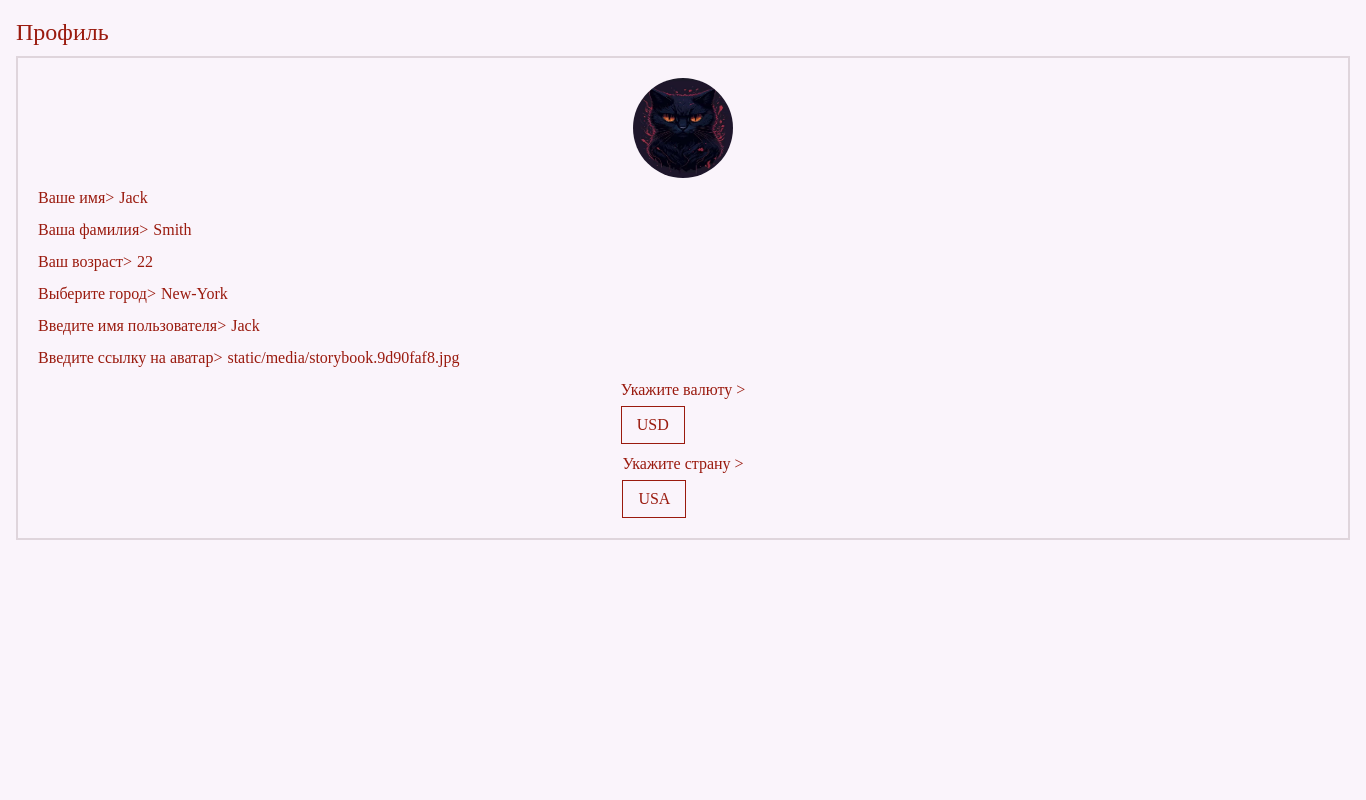 Профиль
Ваше имя> Jack
Ваша фамилия> Smith
Ваш возраст> 22
Выберите город> New-York
Введите имя пользователя> Jack
Введите ссылку на аватар> static/media/storybook.9d90faf8.jpg
Укажите валюту >
USD
Укажите страну >
USA